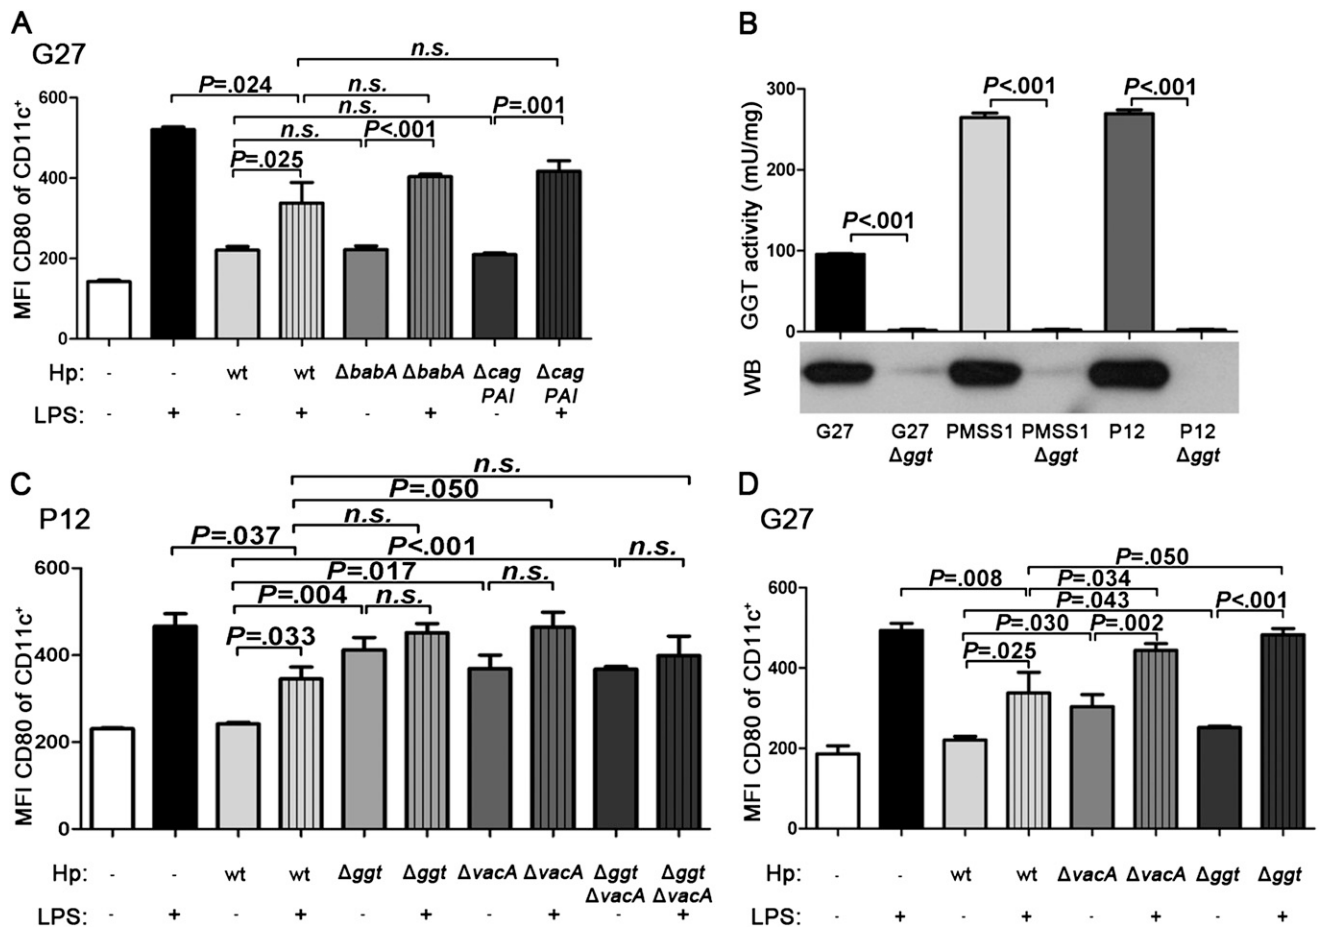 A
G27
n.s.
P=.024
n.s.
n.s.
P=.001
n.s.
P<.001
P=.025
MFI CD80 of CD11c+
600
400
200
0
Hp: - - wt wt ΔbabA ΔbabA Δcag PAI Δcag PAI
LPS: - + - + - + - +
B
P<.001
P<.001
P<.001
GGT activity (mU/mg)
300
200
100
0
WB
G27 G27 Δggt PMSS1 PMSS1 Δggt P12 P12 Δggt
C
P12
n.s.
P=.050
n.s.
P=.037
P<.001
n.s.
P=.017
n.s.
P=.004
n.s.
P=.033
MFI CD80 of CD11c+
600
400
200
0
Hp: - - wt wt Δggt Δggt ΔvacA ΔvacA Δggt ΔvacA Δggt ΔvacA
LPS: - + - + - + - + - +
D
G27
P=.050
P=.008
P=.034
P=.043
P<.001
P=.030
P=.002
P=.025
MFI CD80 of CD11c+
600
400
200
0
Hp: - - wt wt ΔvacA ΔvacA Δggt Δggt
LPS: - + - + - + - +